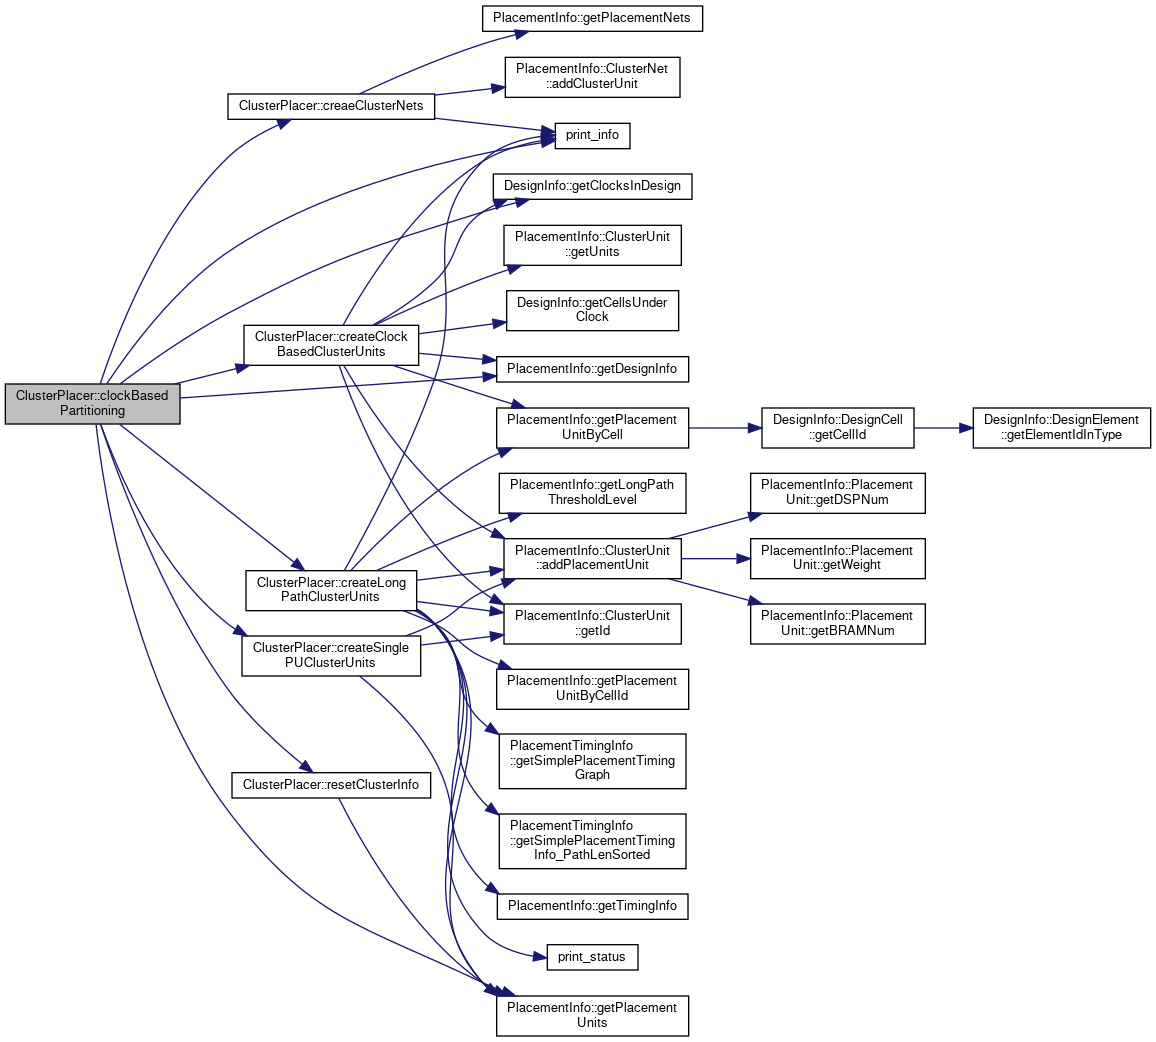 PlacementInfo::getPlacementNets
PlacementInfo::ClusterNet
::addClusterUnit
ClusterPlacer::creaeClusterNets
print_info
DesignInfo::getClocksInDesign
PlacementInfo::ClusterUnit
::getUnits
DesignInfo::getCellsUnder
Clock
ClusterPlacer::createClock
BasedClusterUnits
PlacementInfo::getDesignInfo
ClusterPlacer::clockBased
Partitioning
PlacementInfo::getPlacement
UnitByCell
DesignInfo::DesignCell
::getCellId
DesignInfo::DesignElement
::getElementIdInType
PlacementInfo::getLongPath
ThresholdLevel
PlacementInfo::Placement
Unit::getDSPNum
PlacementInfo::ClusterUnit
::addPlacementUnit
PlacementInfo::Placement
Unit::getWeight
ClusterPlacer::createLong
PathClusterUnits
PlacementInfo::ClusterUnit
::getId
PlacementInfo::Placement
Unit::getBRAMNum
ClusterPlacer::createSingle
PUClusterUnits
PlacementInfo::getPlacement
UnitByCellId
PlacementTimingInfo
::getSimplePlacementTiming
Graph
ClusterPlacer::resetClusterInfo
PlacementTimingInfo
::getSimplePlacementTiming
Info_PathLenSorted
PlacementInfo::getTimingInfo
print_status
PlacementInfo::getPlacement
Units